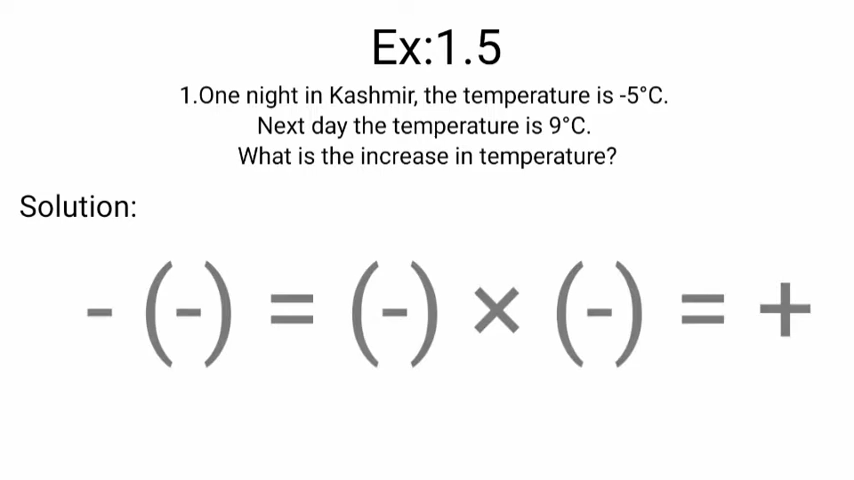 Ex:1.5
1.One night in Kashmir, the temperature is -5°C.
Next day the temperature is 9°C.
What is the increase in temperature?
Solution:
- (-) = (-) × (-) = +